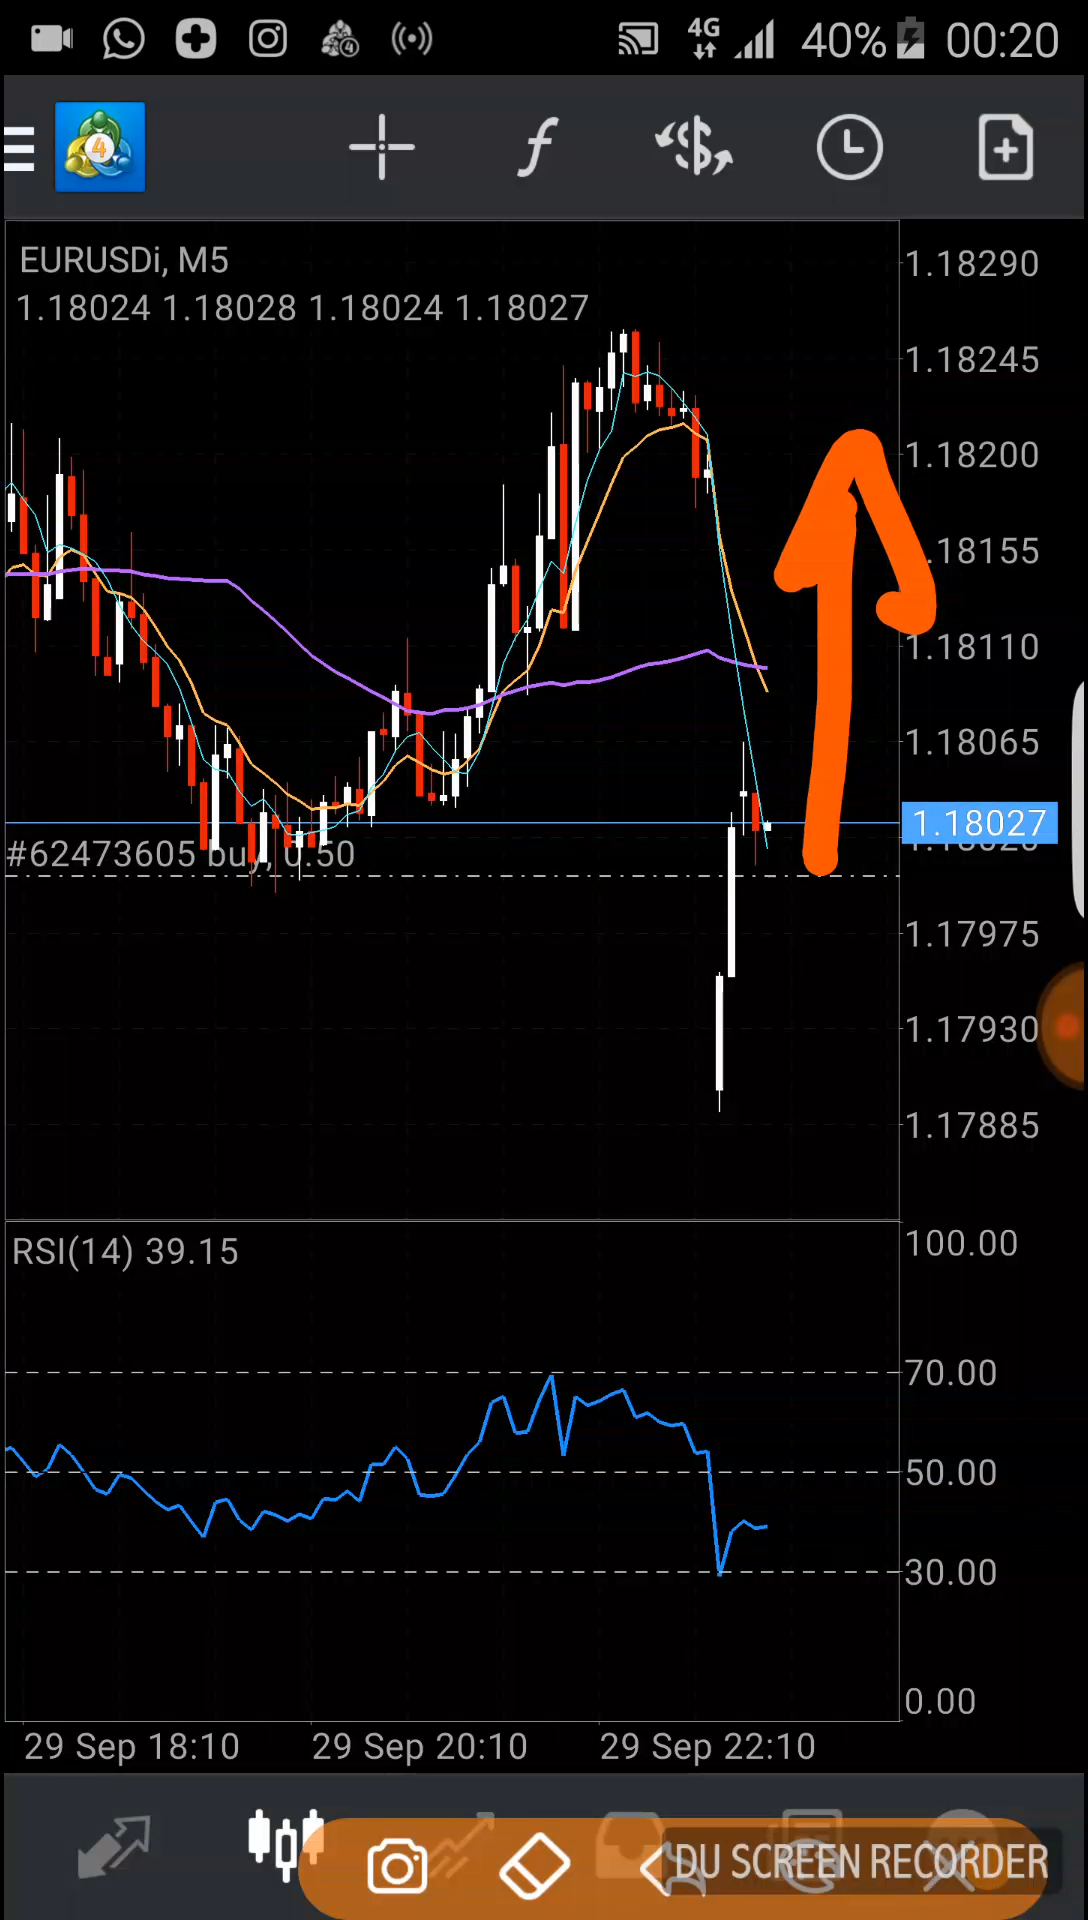 4G 40% 00:20
4
EURUSDi, M5
1.18024 1.18028 1.18024 1.18027
1.18290
1.18245
1.18200
.18155
1.18110
1.18065
1.18027
1.18020
#62473605 buy, 0.50
1.17975
1.17930
1.17885
RSI(14) 39.15
100.00
70.00
50.00
30.00
0.00
29 Sep 18:10 29 Sep 20:10 29 Sep 22:10
DU SCREEN RECORDER